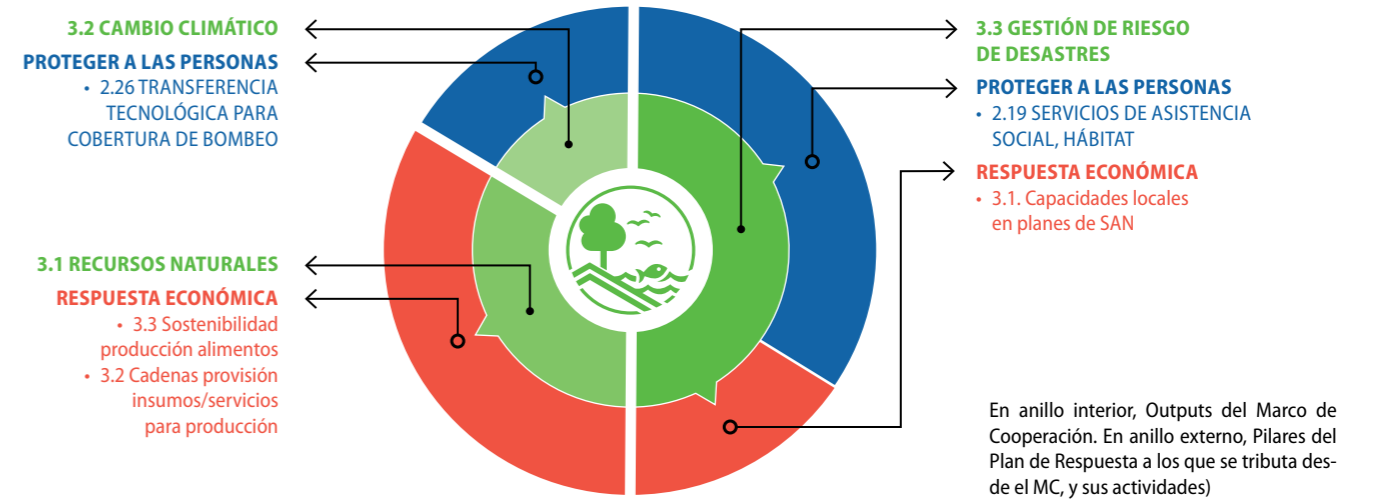 3.2 CAMBIO CLIMÁTICO
PROTEGER A LAS PERSONAS
• 2.26 TRANSFERENCIA
TECNOLÓGICA PARA
COBERTURA DE BOMBEO
3.1 RECURSOS NATURALES
RESPUESTA ECONÓMICA
• 3.3 Sostenibilidad
producción alimentos
• 3.2 Cadenas provisión
insumos/servicios
para producción
3.3 GESTIÓN DE RIESGO
DE DESASTRES
PROTEGER A LAS PERSONAS
• 2.19 SERVICIOS DE ASISTENCIA
SOCIAL, HÁBITAT
RESPUESTA ECONÓMICA
• 3.1. Capacidades locales
en planes de SAN
En anillo interior, Outputs del Marco de
Cooperación. En anillo externo, Pilares del
Plan de Respuesta a los que se tributa des-
de el MC, y sus actividades)